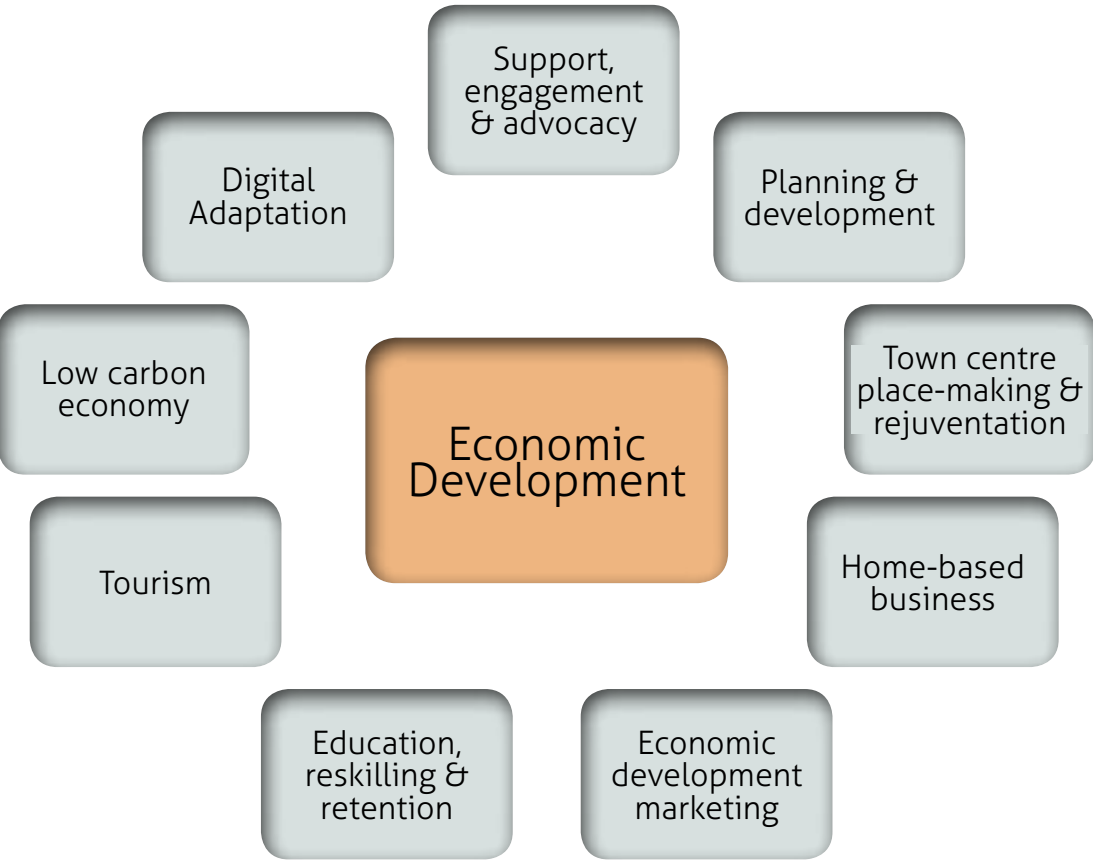 Support,
engagement
& advocacy
Digital
Adaptation
Planning &
development
Low carbon
economy
Town centre
place-making &
rejuventation
Economic
Development
Tourism
Home-based
business
Education,
reskilling &
retention
Economic
development
marketing